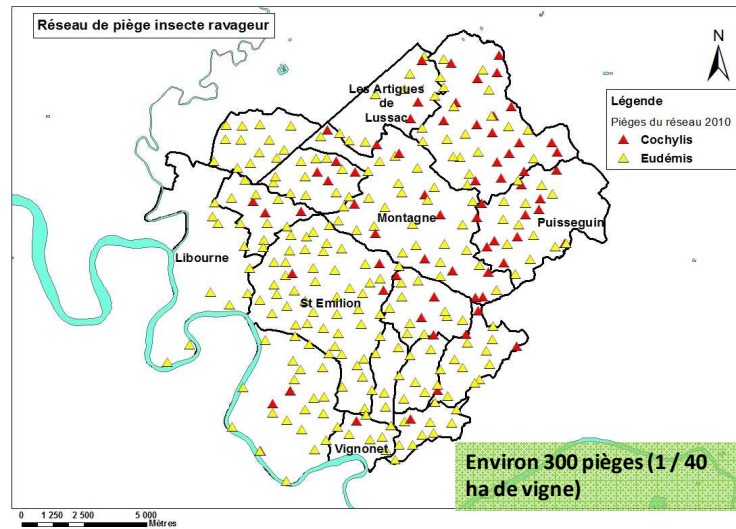 Réseau de piège insecte ravageur
N
Légende
Pièges du réseau 2010
Cochylis
Eudémis
Les Artigues
de
Lussac
Montagne
Puisseguin
Libourne
St Emilion
Vignonet
Environ 300 pièges (1 / 40
ha de vigne)
0 1 250 2 500 5 000
Mètres